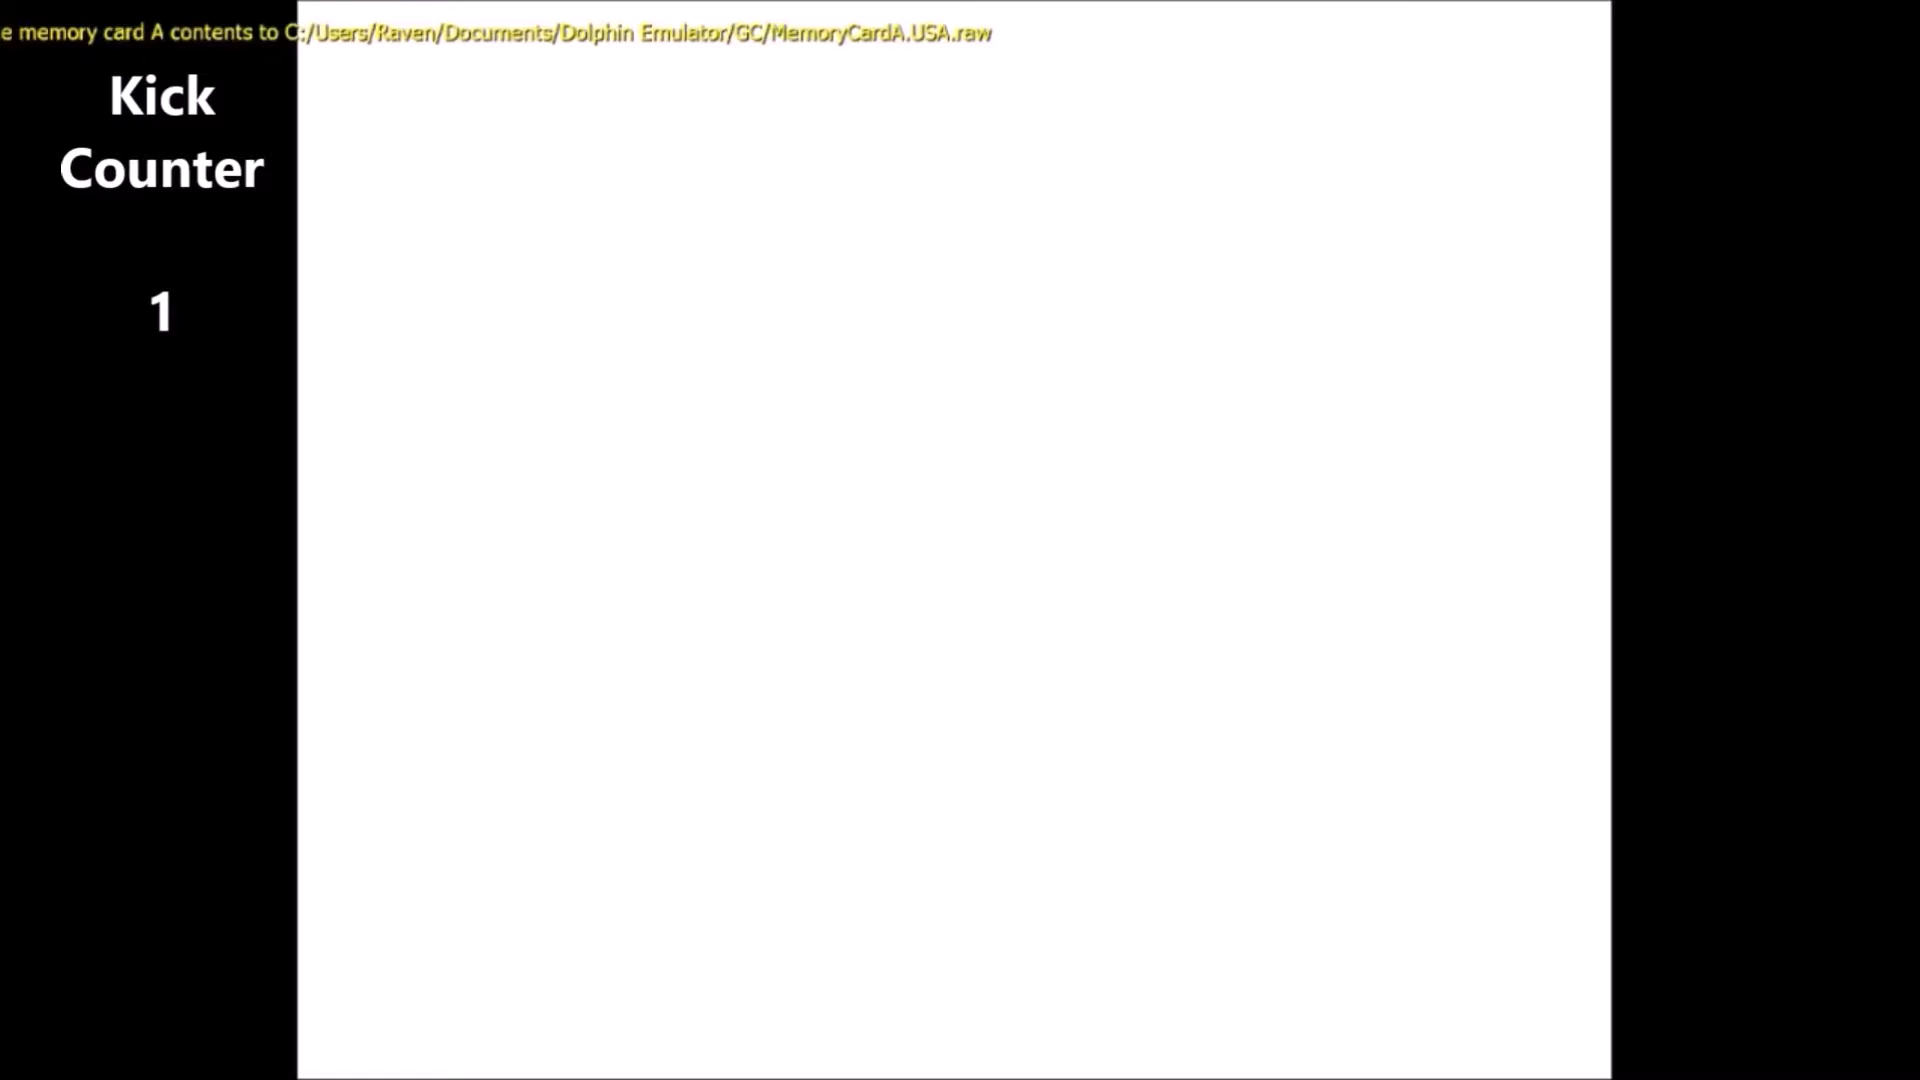 e memory card A contents to C:/Users/Raven/Documents/Dolphin Emulator/GC/MemoryCardA.USA.raw
Kick
Counter
1